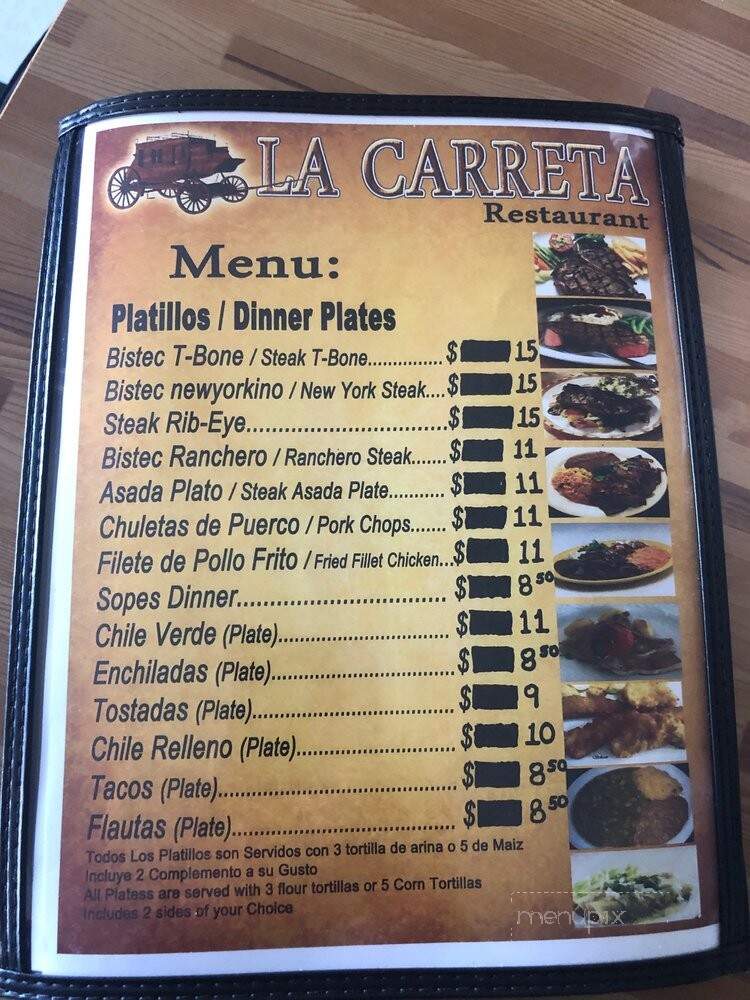 LA CARRETA
Restaurant
Menu:
Platillos / Dinner Plates
Bistec T-Bone / Steak T-Bone............... $ 15
Bistec newyorkino / New York Steak....$ 15
Steak Rib-Eye..................................$ 15
Bistec Ranchero / Ranchero Steak.......$ 11
Asada Plato / Steak Asada Plate........... $ 11
Chuletas de Puerco / Pork Chops....... $ 11
Filete de Pollo Frito / Fried Fillet Chicken...$ 11
Sopes Dinner................................... $ 8 50
Chile Verde (Plate)............................ $ 11
Enchiladas (Plate).............................. $ 8 50
Tostadas (Plate)................................. $ 9
Chile Relleno (Plate).......................... $ 10
Tacos (Plate)...................................... $ 8 50
Flautas (Plate).................................... $ 8 50
Todos Los Platillos son Servidos con 3 tortilla de arina o 5 de Maiz
Incluye 2 Complemento a su Gusto
All Platess are served with 3 flour tortillas or 5 Corn Tortillas
Includes 2 sides of your Choice
menupix